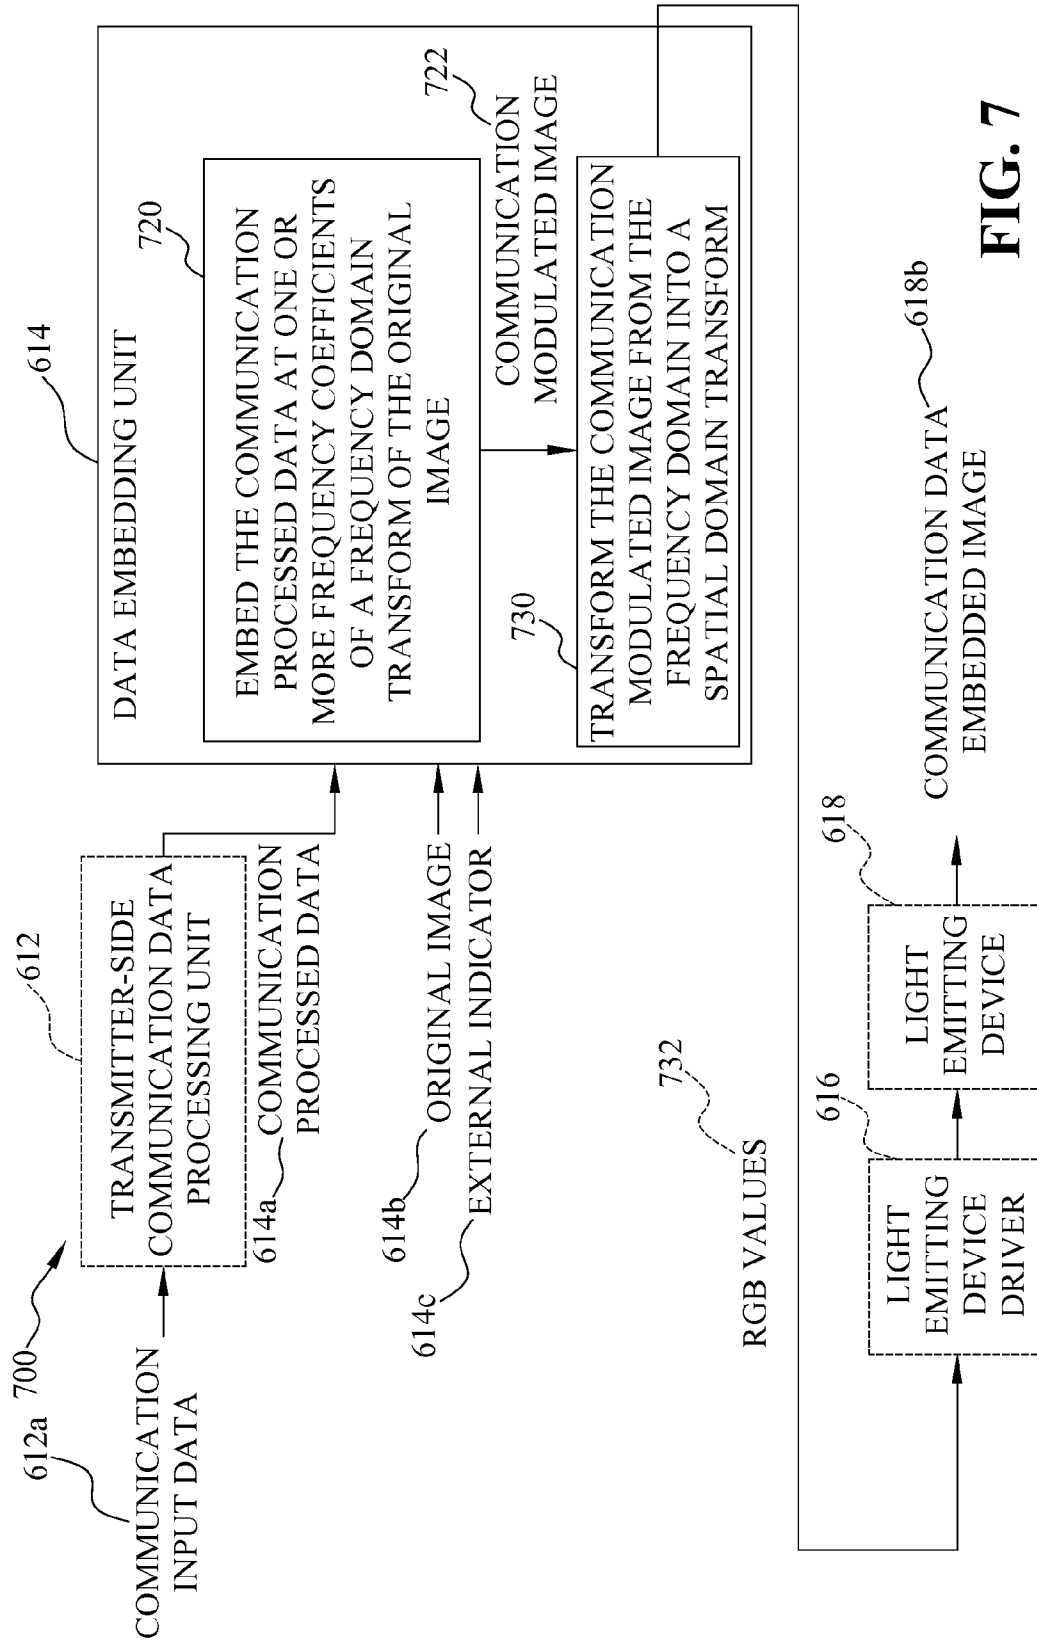 700
612a
COMMUNICATION
INPUT DATA
612
TRANSMITTER-SIDE
COMMUNICATION DATA
PROCESSING UNIT
614a
COMMUNICATION
PROCESSED DATA
614b
ORIGINAL IMAGE
614c
EXTERNAL INDICATOR
614
DATA EMBEDDING UNIT
720
EMBED THE COMMUNICATION
PROCESSED DATA AT ONE OR
MORE FREQUENCY COEFFICIENTS
OF A FREQUENCY DOMAIN
TRANSFORM OF THE ORIGINAL
IMAGE
722
COMMUNICATION
MODULATED IMAGE
730
TRANSFORM THE COMMUNICATION
MODULATED IMAGE FROM THE
FREQUENCY DOMAIN INTO A
SPATIAL DOMAIN TRANSFORM
732
RGB VALUES
616
LIGHT
EMITTING
DEVICE
DRIVER
618
LIGHT
EMITTING
DEVICE
618b
COMMUNICATION DATA
EMBEDDED IMAGE
FIG. 7